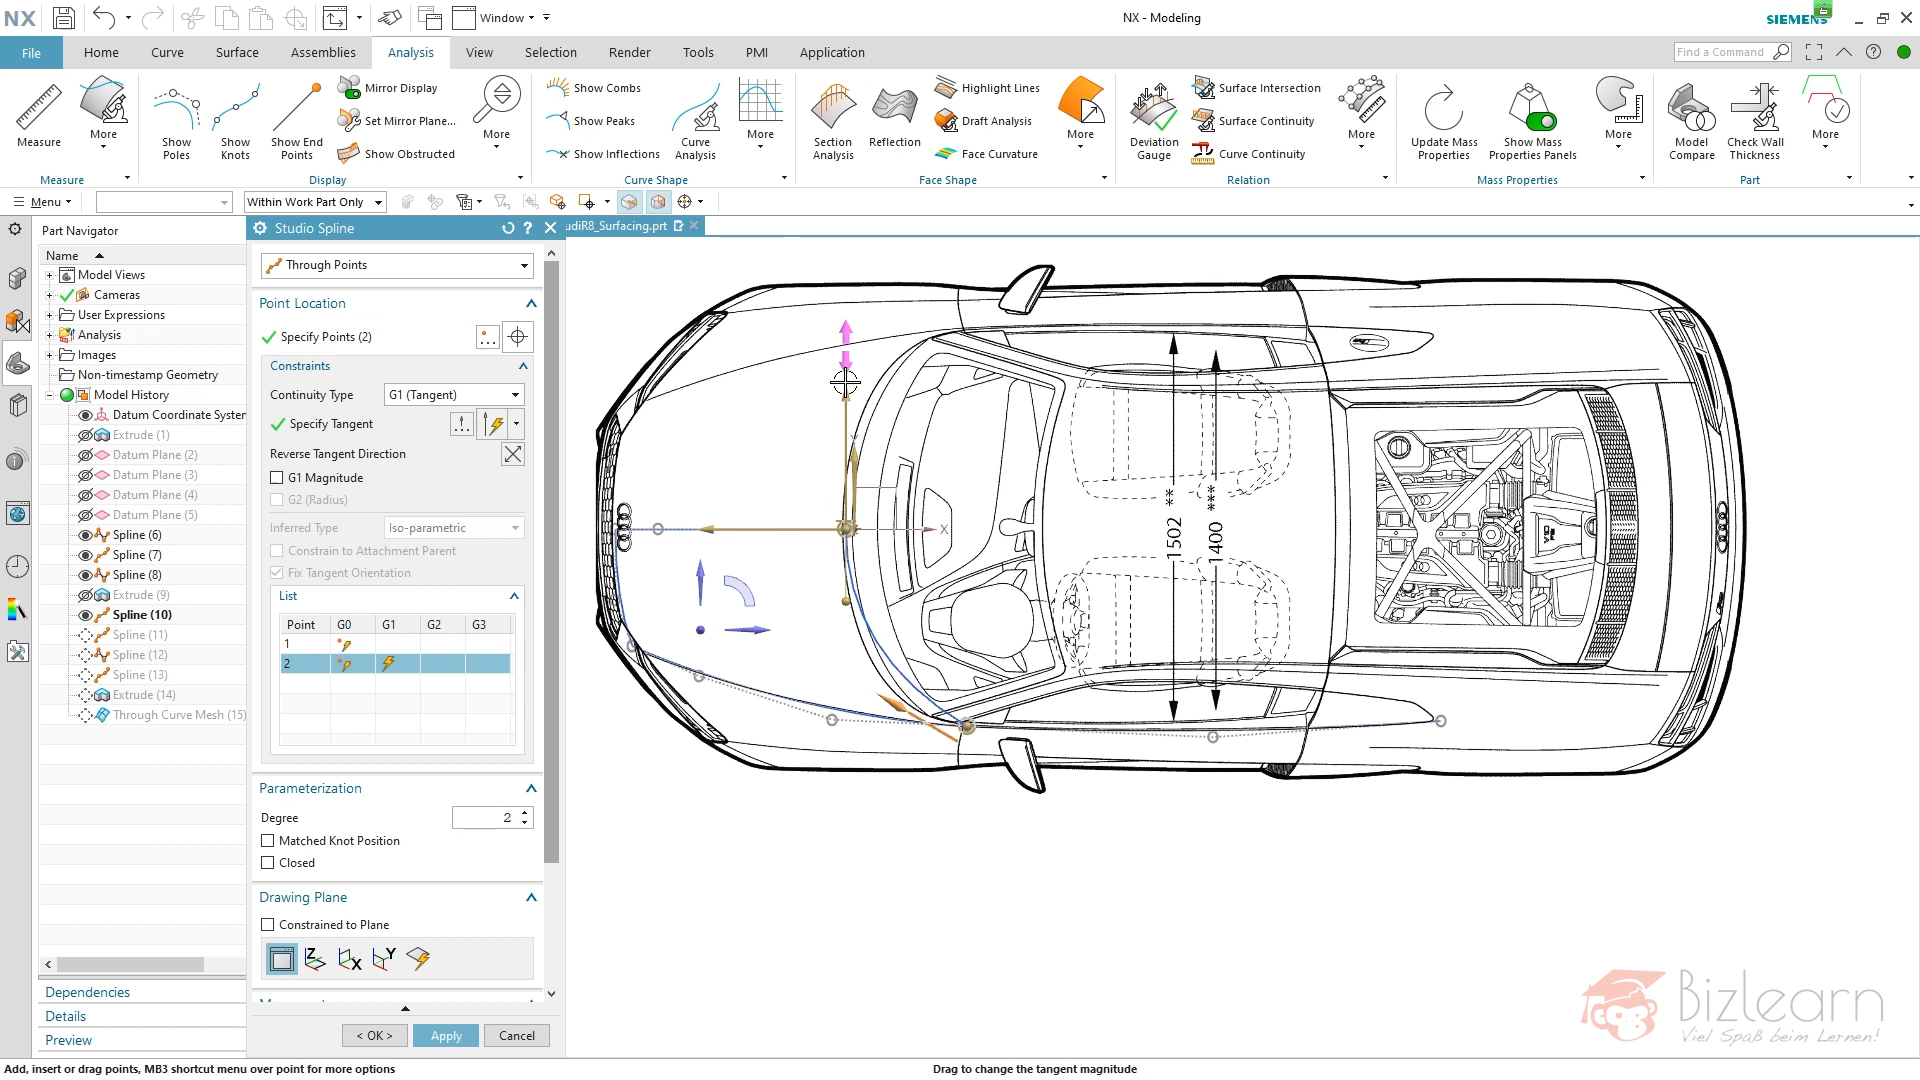 NX
Window
NX - Modeling
SIEMENS
File
Home
Curve
Surface
Assemblies
Analysis
View
Selection
Render
Tools
PMI
Application
Find a Command
Measure
More
Show Poles
Show Knots
Show End Points
Mirror Display
Set Mirror Plane...
Show Obstructed
More
Show Combs
Show Peaks
Show Inflections
Curve Analysis
More
Section Analysis
Reflection
Highlight Lines
Draft Analysis
Face Curvature
More
Deviation Gauge
Surface Intersection
Surface Continuity
Curve Continuity
More
Update Mass Properties
Show Mass Properties Panels
More
Model Compare
Check Wall Thickness
More
Measure
Display
Curve Shape
Face Shape
Relation
Mass Properties
Part
Menu
Within Work Part Only
Part Navigator
Name
Model Views
Cameras
User Expressions
Analysis
Images
Non-timestamp Geometry
Model History
Datum Coordinate Syster
Extrude (1)
Datum Plane (2)
Datum Plane (3)
Datum Plane (4)
Datum Plane (5)
Spline (6)
Spline (7)
Spline (8)
Extrude (9)
Spline (10)
Spline (11)
Spline (12)
Spline (13)
Extrude (14)
Through Curve Mesh (15)
Dependencies
Details
Preview
Studio Spline
udiR8_Surfacing.prt
Through Points
Point Location
Specify Points (2)
Constraints
Continuity Type
G1 (Tangent)
Specify Tangent
Reverse Tangent Direction
G1 Magnitude
G2 (Radius)
Inferred Type
Iso-parametric
Constrain to Attachment Parent
Fix Tangent Orientation
List
Point G0 G1 G2 G3
1
2
Parameterization
Degree
2
Matched Knot Position
Closed
Drawing Plane
Constrained to Plane
Z
X
Y
< OK >
Apply
Cancel
X
1502 **
1400 ***
Bizlearn
Viel Spaß beim Lernen!
Add, insert or drag points, MB3 shortcut menu over point for more options
Drag to change the tangent magnitude